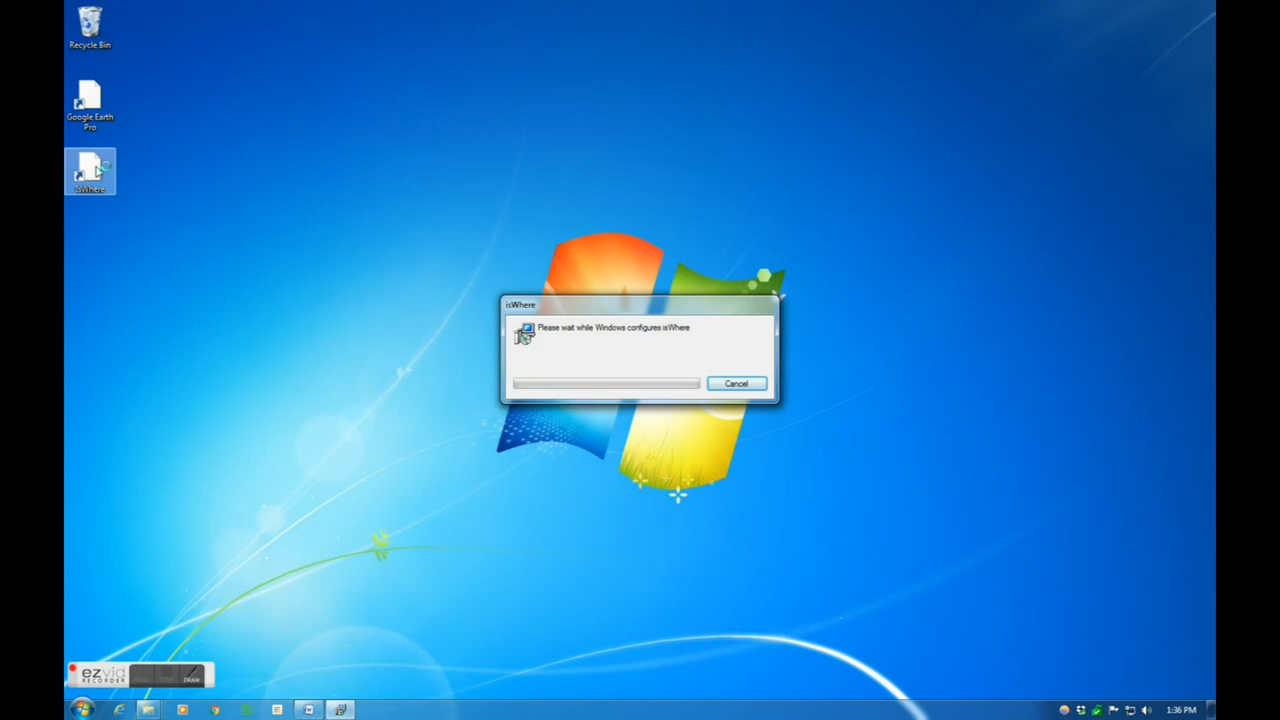 Recycle Bin
Google Earth
Pro
IsWhere
isWhere
Please wait while Windows configures isWhere
Cancel
ezvid
RECORDER
DRAW
1:36 PM